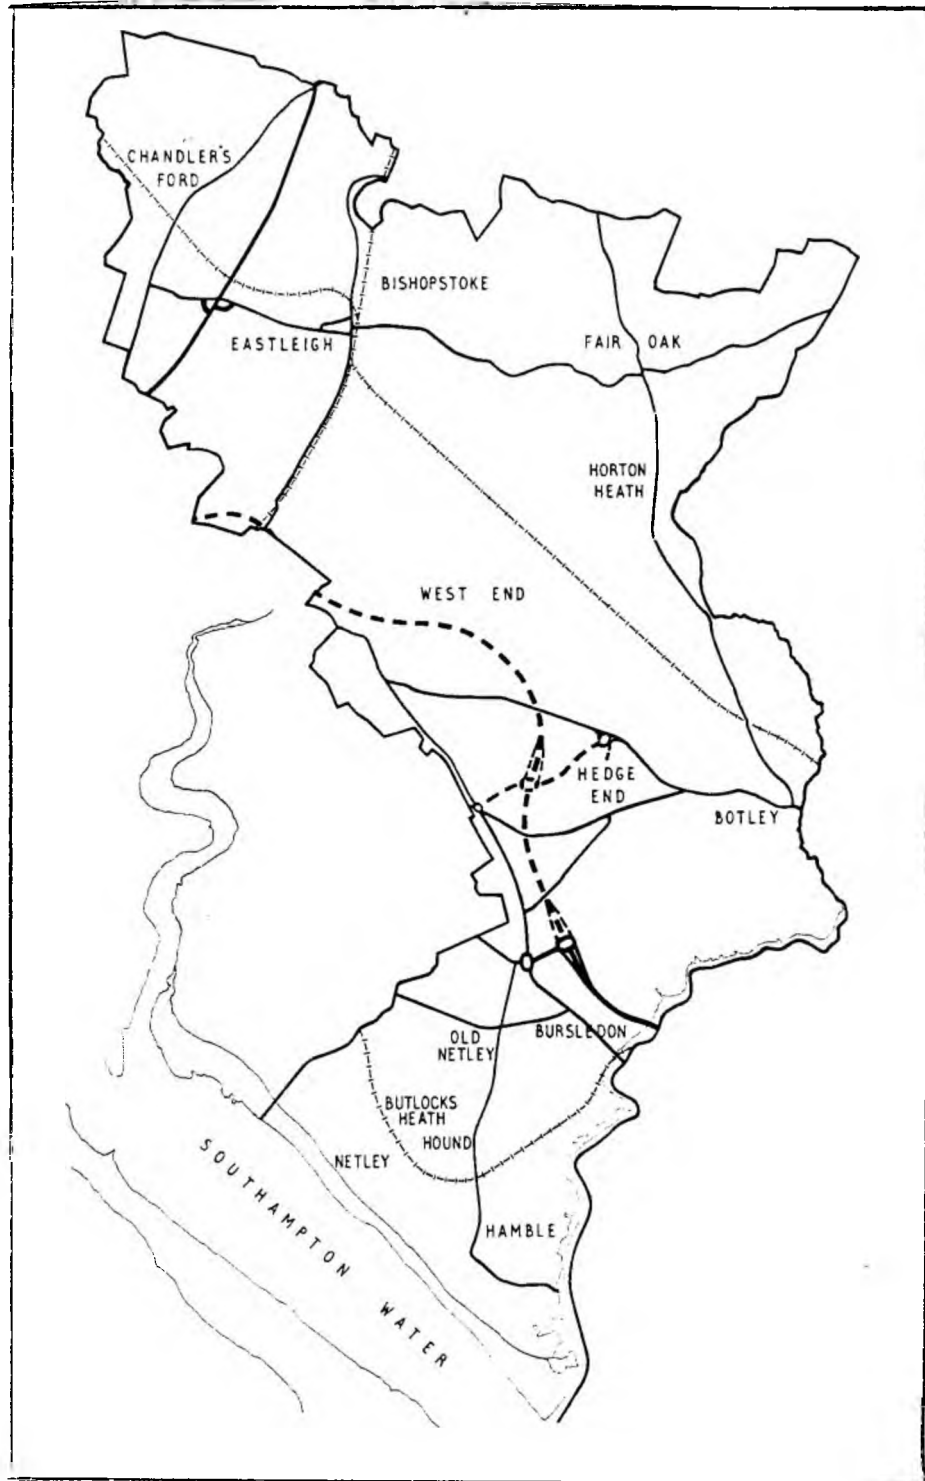 CHANDLER'S
FORD
BISHOPSTOKE
EASTLEIGH
FAIR OAK
HORTON
HEATH
WEST END
HEDGE
END
BOTLEY
OLD
NETLEY
BURSLEDON
BUTLOCKS
HEATH
HOUND
NETLEY
HAMBLE
SOUTHAMPTON WATER